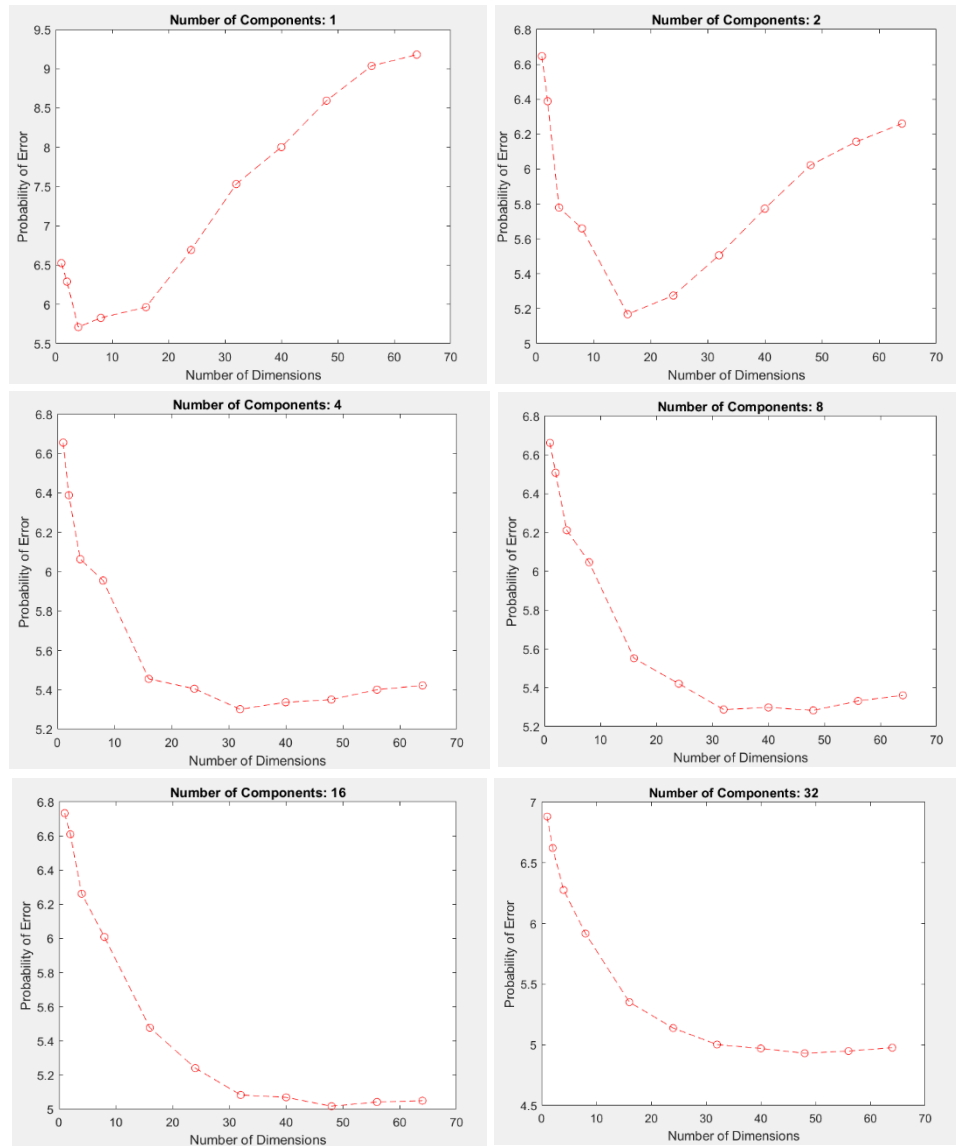 Number of Components: 1
9.5
9
8.5
8
7.5
7
6.5
6
5.5
Probability of Error
0 10 20 30 40 50 60 70
Number of Dimensions
Number of Components: 2
6.8
6.6
6.4
6.2
6
5.8
5.6
5.4
5.2
5
Probability of Error
0 10 20 30 40 50 60 70
Number of Dimensions
Number of Components: 4
6.8
6.6
6.4
6.2
6
5.8
5.6
5.4
5.2
Probability of Error
0 10 20 30 40 50 60 70
Number of Dimensions
Number of Components: 8
6.8
6.6
6.4
6.2
6
5.8
5.6
5.4
5.2
Probability of Error
0 10 20 30 40 50 60 70
Number of Dimensions
Number of Components: 16
6.8
6.6
6.4
6.2
6
5.8
5.6
5.4
5.2
5
Probability of Error
0 10 20 30 40 50 60 70
Number of Dimensions
Number of Components: 32
7
6.5
6
5.5
5
4.5
Probability of Error
0 10 20 30 40 50 60 70
Number of Dimensions